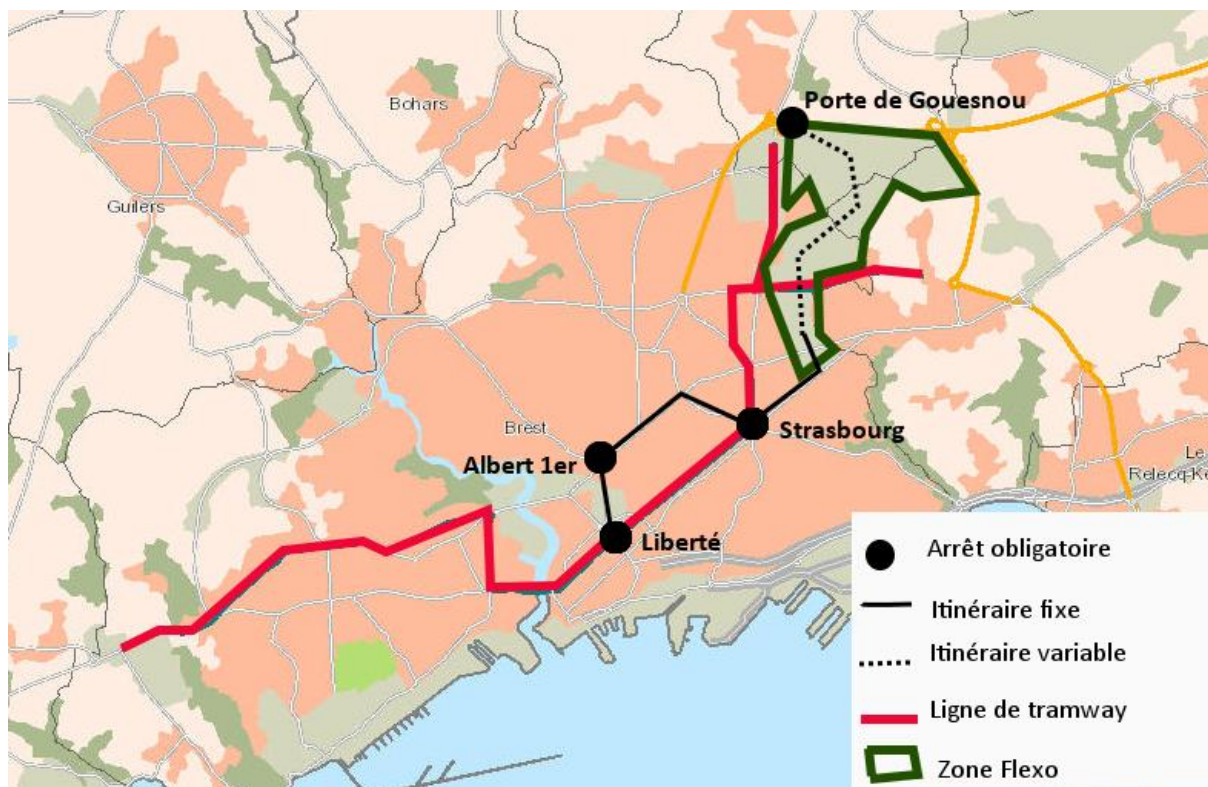 Porte de Gouesnou
Bohars
Guilers
Brest
Strasbourg
Albert 1er
Le
Liberté
Arrêt obligatoire
Itinéraire fixe
Itinéraire variable
Ligne de tramway
Zone Flexo